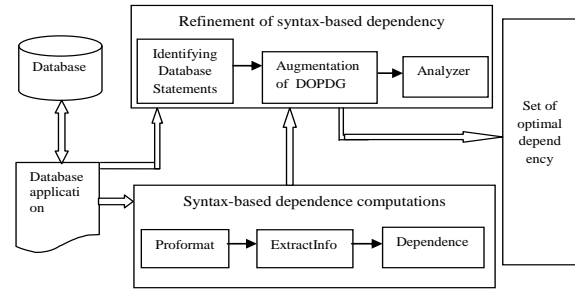 Refinement of syntax-based dependency
Database
Identifying
Database
Statements
Augmentation
of DOPDG
Analyzer
Set of
optimal
depend
ency
Database
applicati
on
Syntax-based dependence computations
Proformat
ExtractInfo
Dependence